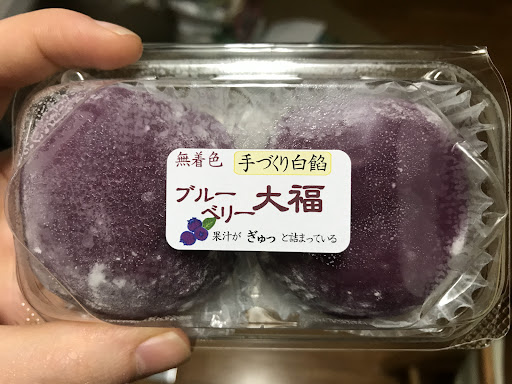 無着色 手づくり白餡
ブルーベリー大福
果汁が ぎゅっ と詰まっている